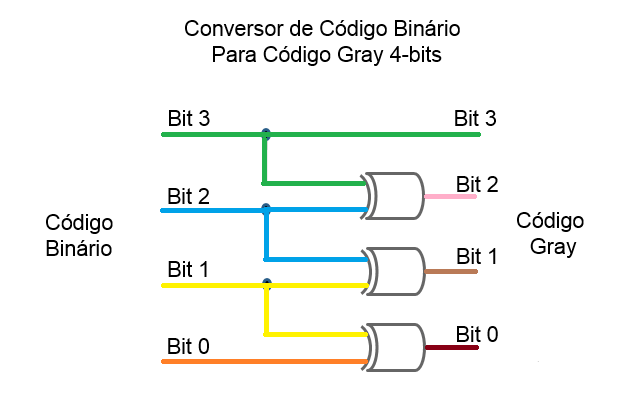 Conversor de Código Binário
Para Código Gray 4-bits
Bit 3
Bit 3
Bit 2
Bit 2
Código
Binário
Código
Gray
Bit 1
Bit 1
Bit 0
Bit 0